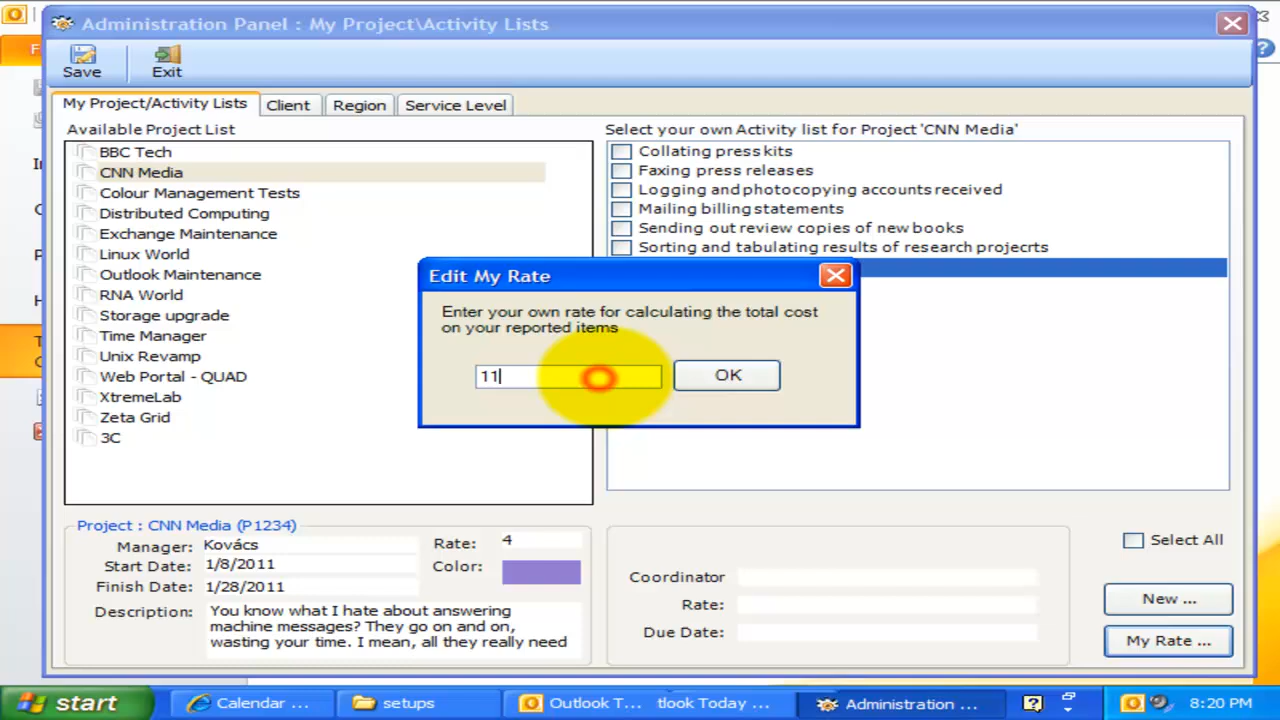 Administration Panel : My Project\Activity Lists
Save
Exit
My Project/Activity Lists
Client
Region
Service Level
Available Project List
BBC Tech
CNN Media
Colour Management Tests
Distributed Computing
Exchange Maintenance
Linux World
Outlook Maintenance
RNA World
Storage upgrade
Time Manager
Unix Revamp
Web Portal - QUAD
XtremeLab
Zeta Grid
3C
Select your own Activity list for Project 'CNN Media'
Collating press kits
Faxing press releases
Logging and photocopying accounts received
Mailing billing statements
Sending out review copies of new books
Sorting and tabulating results of research projecrts
Edit My Rate
Enter your own rate for calculating the total cost
on your reported items
11
OK
Project : CNN Media (P1234)
Manager: Kovács
Start Date: 1/8/2011
Finish Date: 1/28/2011
Description: You know what I hate about answering
machine messages? They go on and on,
wasting your time. I mean, all they really need
Rate: 4
Color:
Coordinator
Rate:
Due Date:
Select All
New ...
My Rate ...
start
Calendar ...
setups
Outlook T...
tlook Today ...
Administration ...
8:20 PM